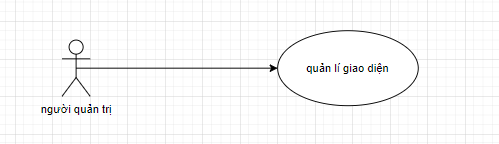 quản lí giao diện
người quản trị